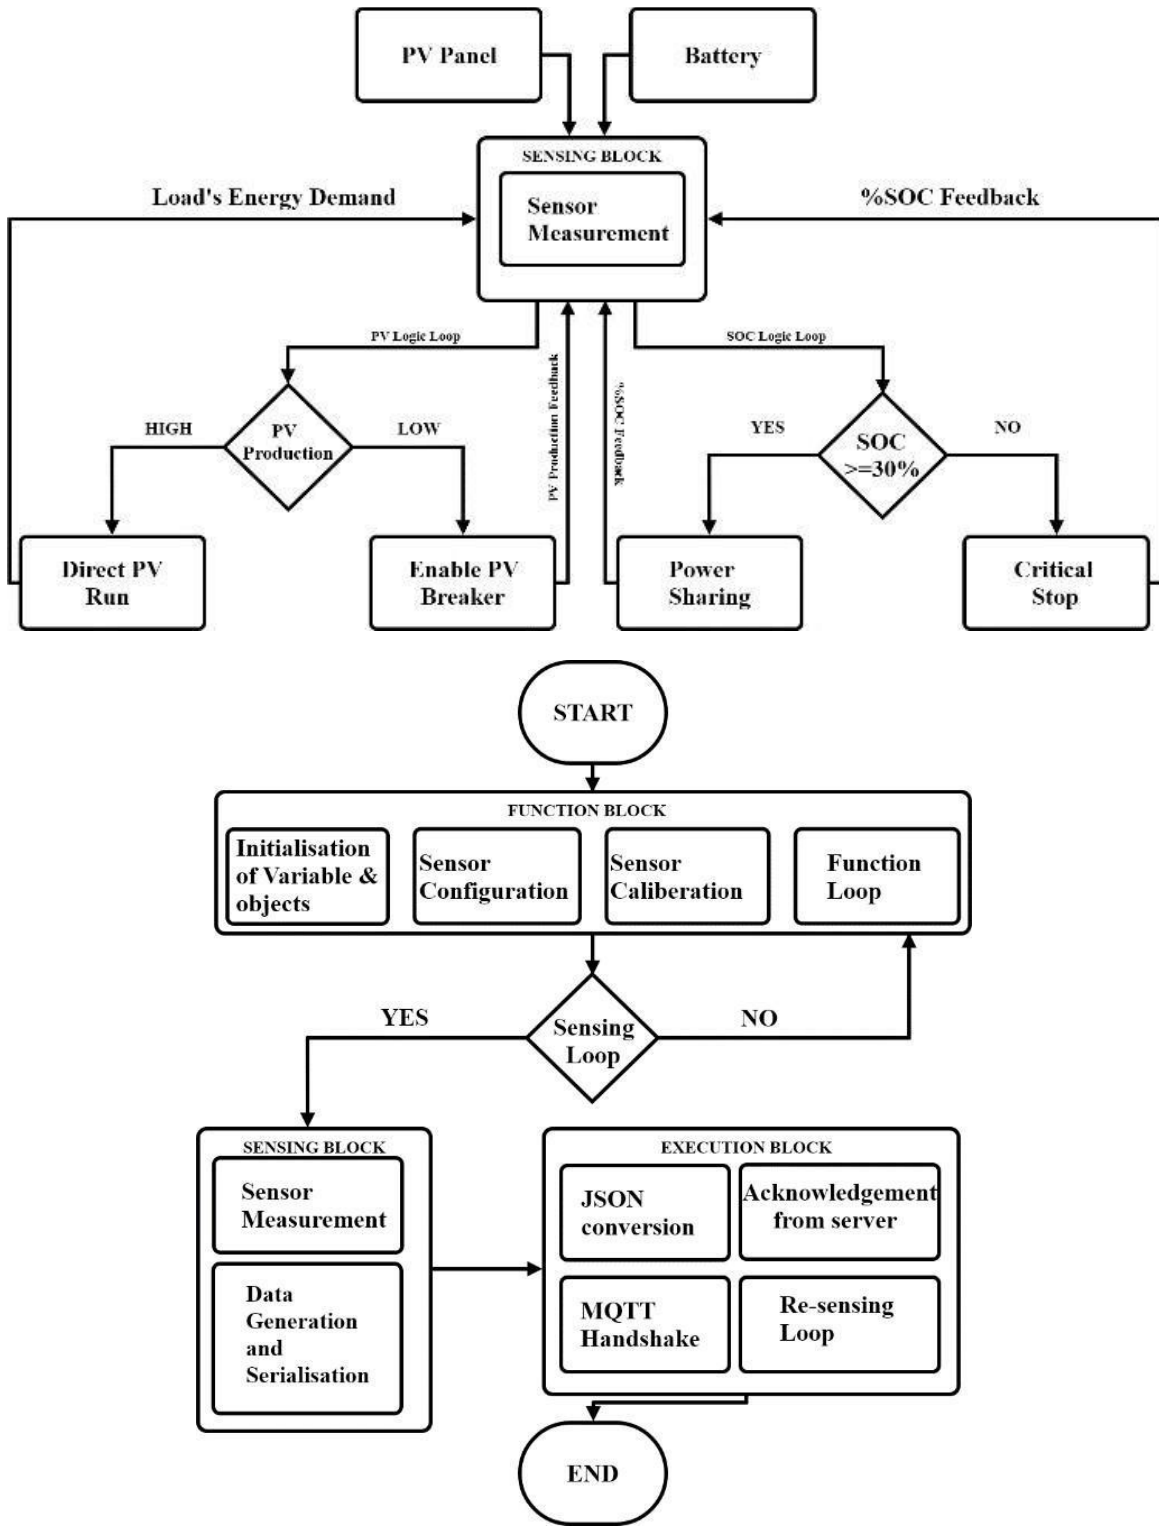 PV Panel
Battery
SENSING BLOCK
Sensor
Measurement
Load's Energy Demand
%SOC Feedback
PV Logic Loop
SOC Logic Loop
PV Production Feedback
%SOC Feedback
HIGH
PV
Production
LOW
YES
SOC
>=30%
NO
Direct PV
Run
Enable PV
Breaker
Power
Sharing
Critical
Stop
START
FUNCTION BLOCK
Initialisation
of Variable &
objects
Sensor
Configuration
Sensor
Caliberation
Function
Loop
YES
Sensing
Loop
NO
SENSING BLOCK
Sensor
Measurement
Data
Generation
and
Serialisation
EXECUTION BLOCK
JSON
conversion
Acknowledgement
from server
MQTT
Handshake
Re-sensing
Loop
END